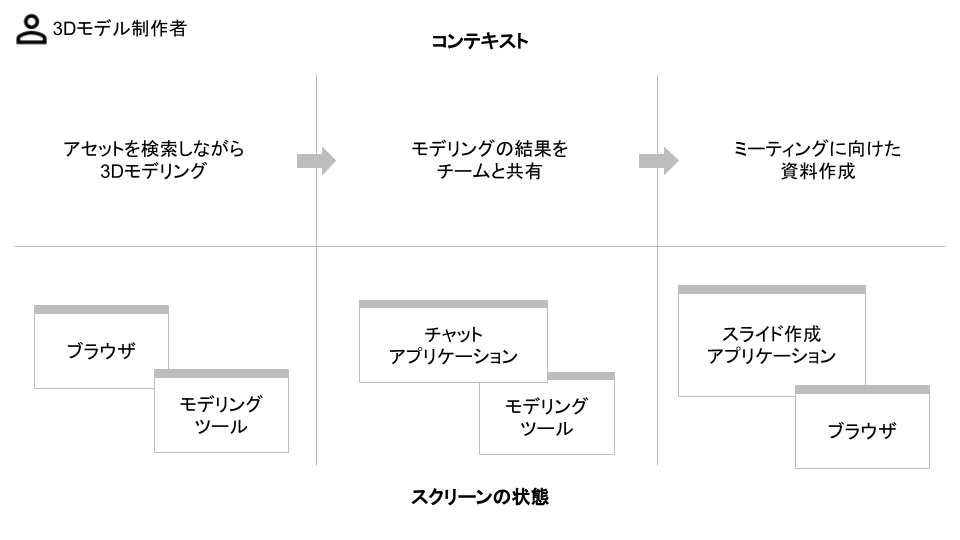 3Dモデル制作者
コンテキスト
アセットを検索しながら
3Dモデリング
モデリングの結果を
チームと共有
ミーティングに向けた
資料作成
ブラウザ
モデリング
ツール
チャット
アプリケーション
モデリング
ツール
スライド作成
アプリケーション
ブラウザ
スクリーンの状態